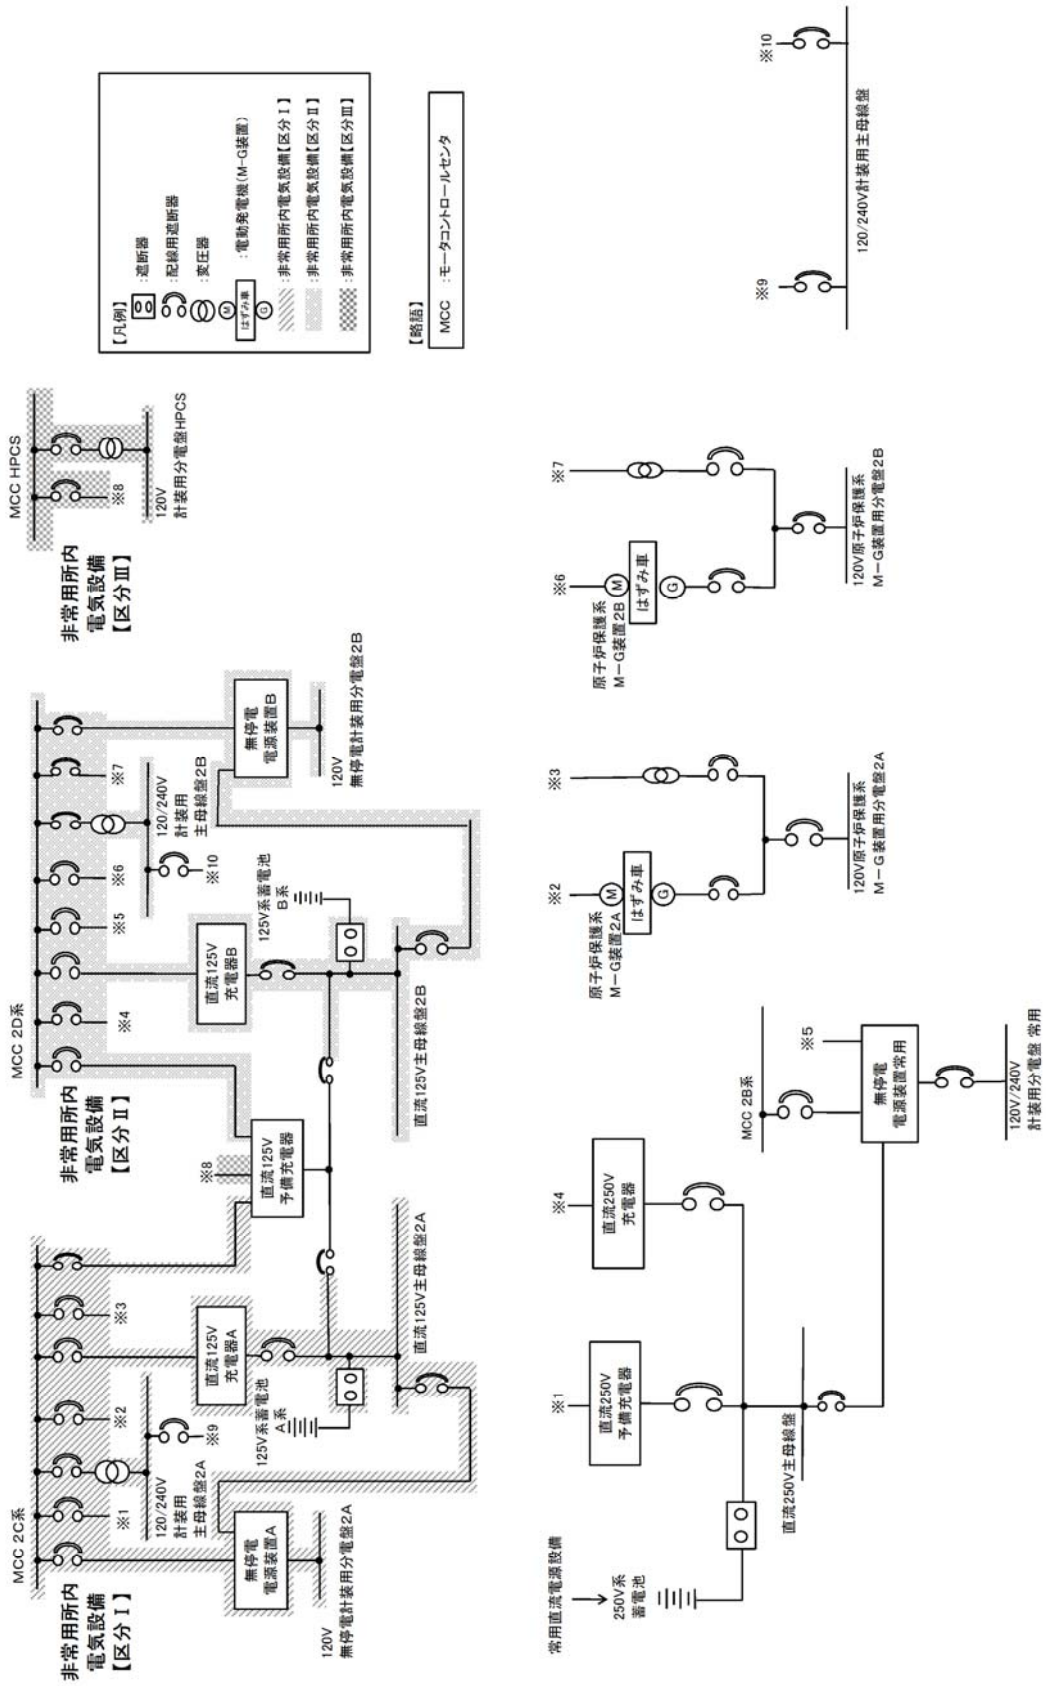 非常用所内
電気設備
【区分Ⅰ】
MCC 2C系
※1
※2
※3
120/240V
計装用
主母線盤2A
※9
無停電
電源装置A
120V
無停電計装用分電盤2A
直流125V
充電器A
125V系蓄電池
A系
直流125V主母線盤2A
直流125V
予備充電器
※8
非常用所内
電気設備
【区分Ⅱ】
MCC 2D系
※4
※5
※6
※7
直流125V
充電器B
125V系蓄電池
B系
120/240V
計装用
主母線盤2B
※10
直流125V主母線盤2B
無停電
電源装置B
120V
無停電計装用分電盤2B
非常用所内
電気設備
【区分Ⅲ】
MCC HPCS
※8
120V
計装用分電盤HPCS
【凡例】
:遮断器
:配線用遮断器
:変圧器
M
はずみ車
G
:電動発電機(M-G装置)
:非常用所内電気設備【区分Ⅰ】
:非常用所内電気設備【区分Ⅱ】
:非常用所内電気設備【区分Ⅲ】
【略語】
MCC :モータコントロールセンタ
常用直流電源設備
250V系
蓄電池
※1
直流250V
予備充電器
※4
直流250V
充電器
直流250V主母線盤
MCC 2B系
※5
無停電
電源装置常用
120V/240V
計装用分電盤 常用
※2
原子炉保護系
M-G装置2A
M
はずみ車
G
※3
120V原子炉保護系
M-G装置用分電盤2A
※6
原子炉保護系
M-G装置2B
M
はずみ車
G
※7
120V原子炉保護系
M-G装置用分電盤2B
※9
※10
120/240V計装用主母線盤